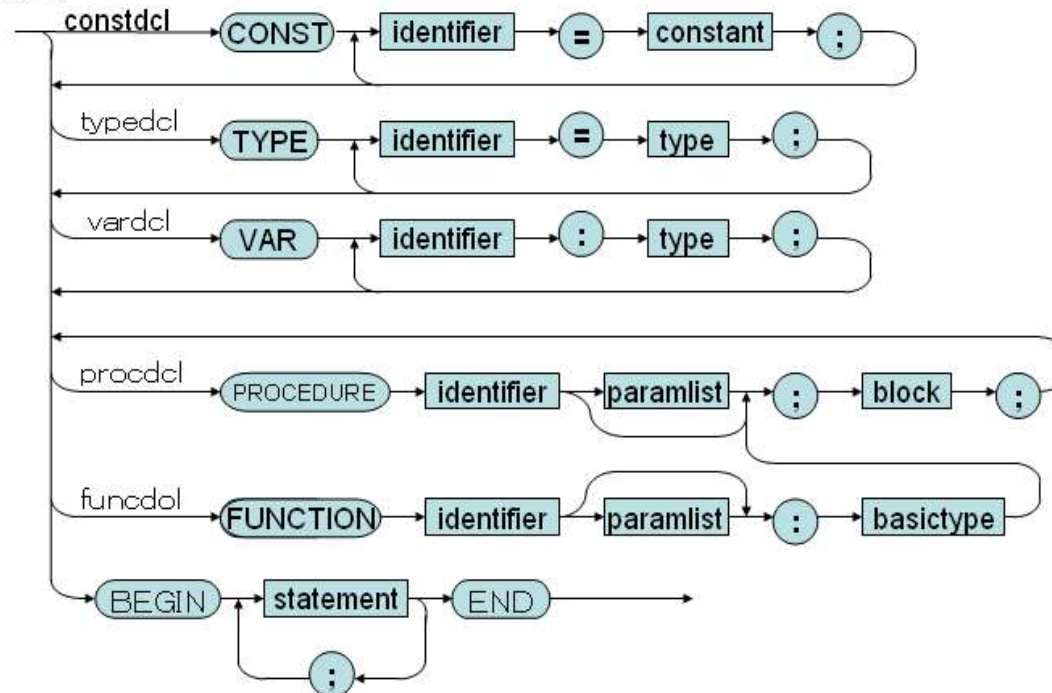 constdcl CONST identifier = constant ;
typedcl TYPE identifier = type ;
vardcl VAR identifier : type ;
procdcl PROCEDURE identifier paramlist ; block ;
funcdol FUNCTION identifier paramlist : basictype
BEGIN statement END
;